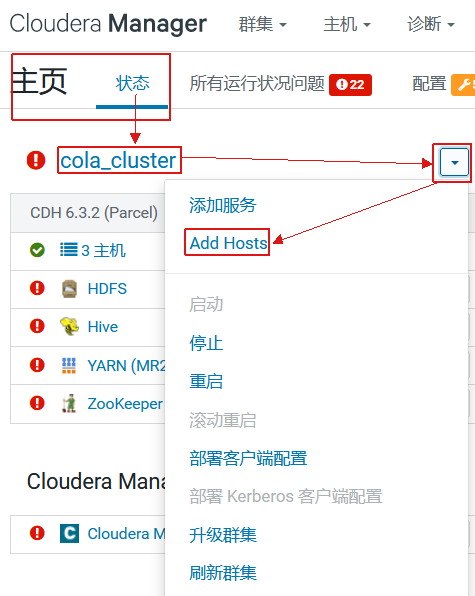 Cloudera Manager 群集 主机 诊断
主页 状态 所有运行状况问题 22 配置
cola_cluster
CDH 6.3.2 (Parcel)
添加服务
3 主机
Add Hosts
HDFS
启动
Hive
停止
YARN (MR2
重启
ZooKeeper
滚动重启
部署客户端配置
Cloudera Mana
部署 Kerberos 客户端配置
C Cloudera M
升级群集
刷新群集